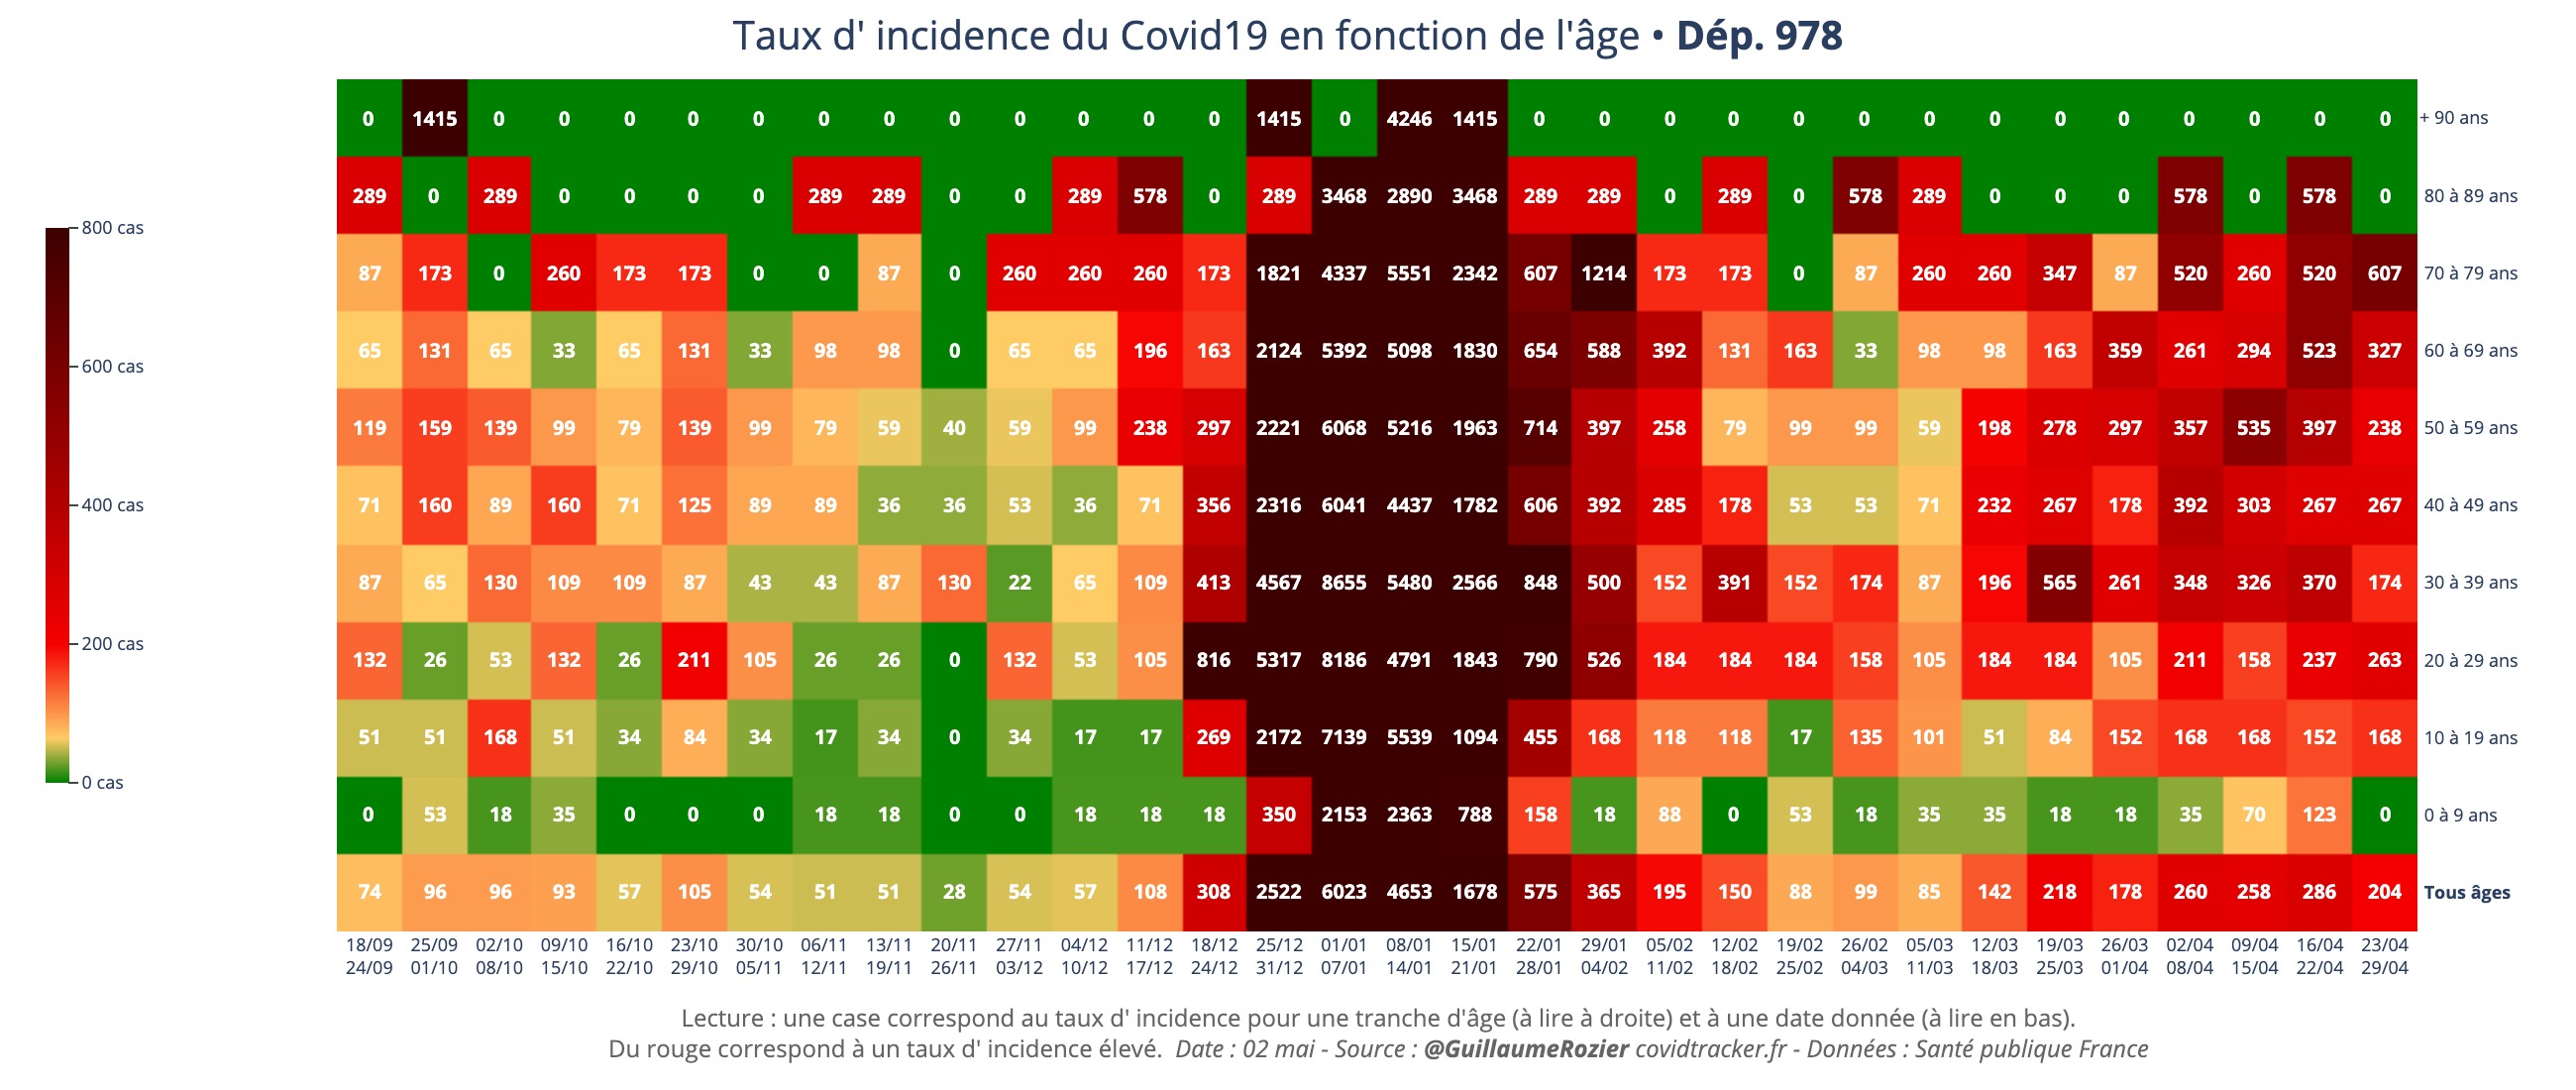 Taux d' incidence du Covid19 en fonction de l'âge • Dép. 978
0 1415 0 0 0 0 0 0 0 0 0 0 0 0 1415 0 4246 1415 0 0 0 0 0 0 0 0 0 0 0 0 0 0 + 90 ans
289 0 289 0 0 0 0 289 289 0 0 289 578 0 289 3468 2890 3468 289 289 0 289 0 578 289 0 0 0 578 0 578 0 80 à 89 ans
800 cas
87 173 0 260 173 173 0 0 87 0 260 260 260 173 1821 4337 5551 2342 607 1214 173 173 0 87 260 260 347 87 520 260 520 607 70 à 79 ans
65 131 65 33 65 131 33 98 98 0 65 65 196 163 2124 5392 5098 1830 654 588 392 131 163 33 98 98 163 359 261 294 523 327 60 à 69 ans
600 cas
119 159 139 99 79 139 99 79 59 40 59 99 238 297 2221 6068 5216 1963 714 397 258 79 99 99 59 198 278 297 357 535 397 238 50 à 59 ans
71 160 89 160 71 125 89 89 36 36 53 36 71 356 2316 6041 4437 1782 606 392 285 178 53 53 71 232 267 178 392 303 267 267 40 à 49 ans
400 cas
87 65 130 109 109 87 43 43 87 130 22 65 109 413 4567 8655 5480 2566 848 500 152 391 152 174 87 196 565 261 348 326 370 174 30 à 39 ans
200 cas
132 26 53 132 26 211 105 26 26 0 132 53 105 816 5317 8186 4791 1843 790 526 184 184 184 158 105 184 184 105 211 158 237 263 20 à 29 ans
51 51 168 51 34 84 34 17 34 0 34 17 17 269 2172 7139 5539 1094 455 168 118 118 17 135 101 51 84 152 168 168 152 168 10 à 19 ans
0 cas
0 53 18 35 0 0 0 18 18 0 0 18 18 18 350 2153 2363 788 158 18 88 0 53 18 35 35 18 18 35 70 123 0 0 à 9 ans
74 96 96 93 57 105 54 51 51 28 54 57 108 308 2522 6023 4653 1678 575 365 195 150 88 99 85 142 218 178 260 258 286 204 Tous âges
18/09 25/09 02/10 09/10 16/10 23/10 30/10 06/11 13/11 20/11 27/11 04/12 11/12 18/12 25/12 01/01 08/01 15/01 22/01 29/01 05/02 12/02 19/02 26/02 05/03 12/03 19/03 26/03 02/04 09/04 16/04 23/04
24/09 01/10 08/10 15/10 22/10 29/10 05/11 12/11 19/11 26/11 03/12 10/12 17/12 24/12 31/12 07/01 14/01 21/01 28/01 04/02 11/02 18/02 25/02 04/03 11/03 18/03 25/03 01/04 08/04 15/04 22/04 29/04
Lecture : une case correspond au taux d' incidence pour une tranche d'âge (à lire à droite) et à une date donnée (à lire en bas).
Du rouge correspond à un taux d' incidence élevé. Date : 02 mai - Source : @GuillaumeRozier covidtracker.fr - Données : Santé publique France